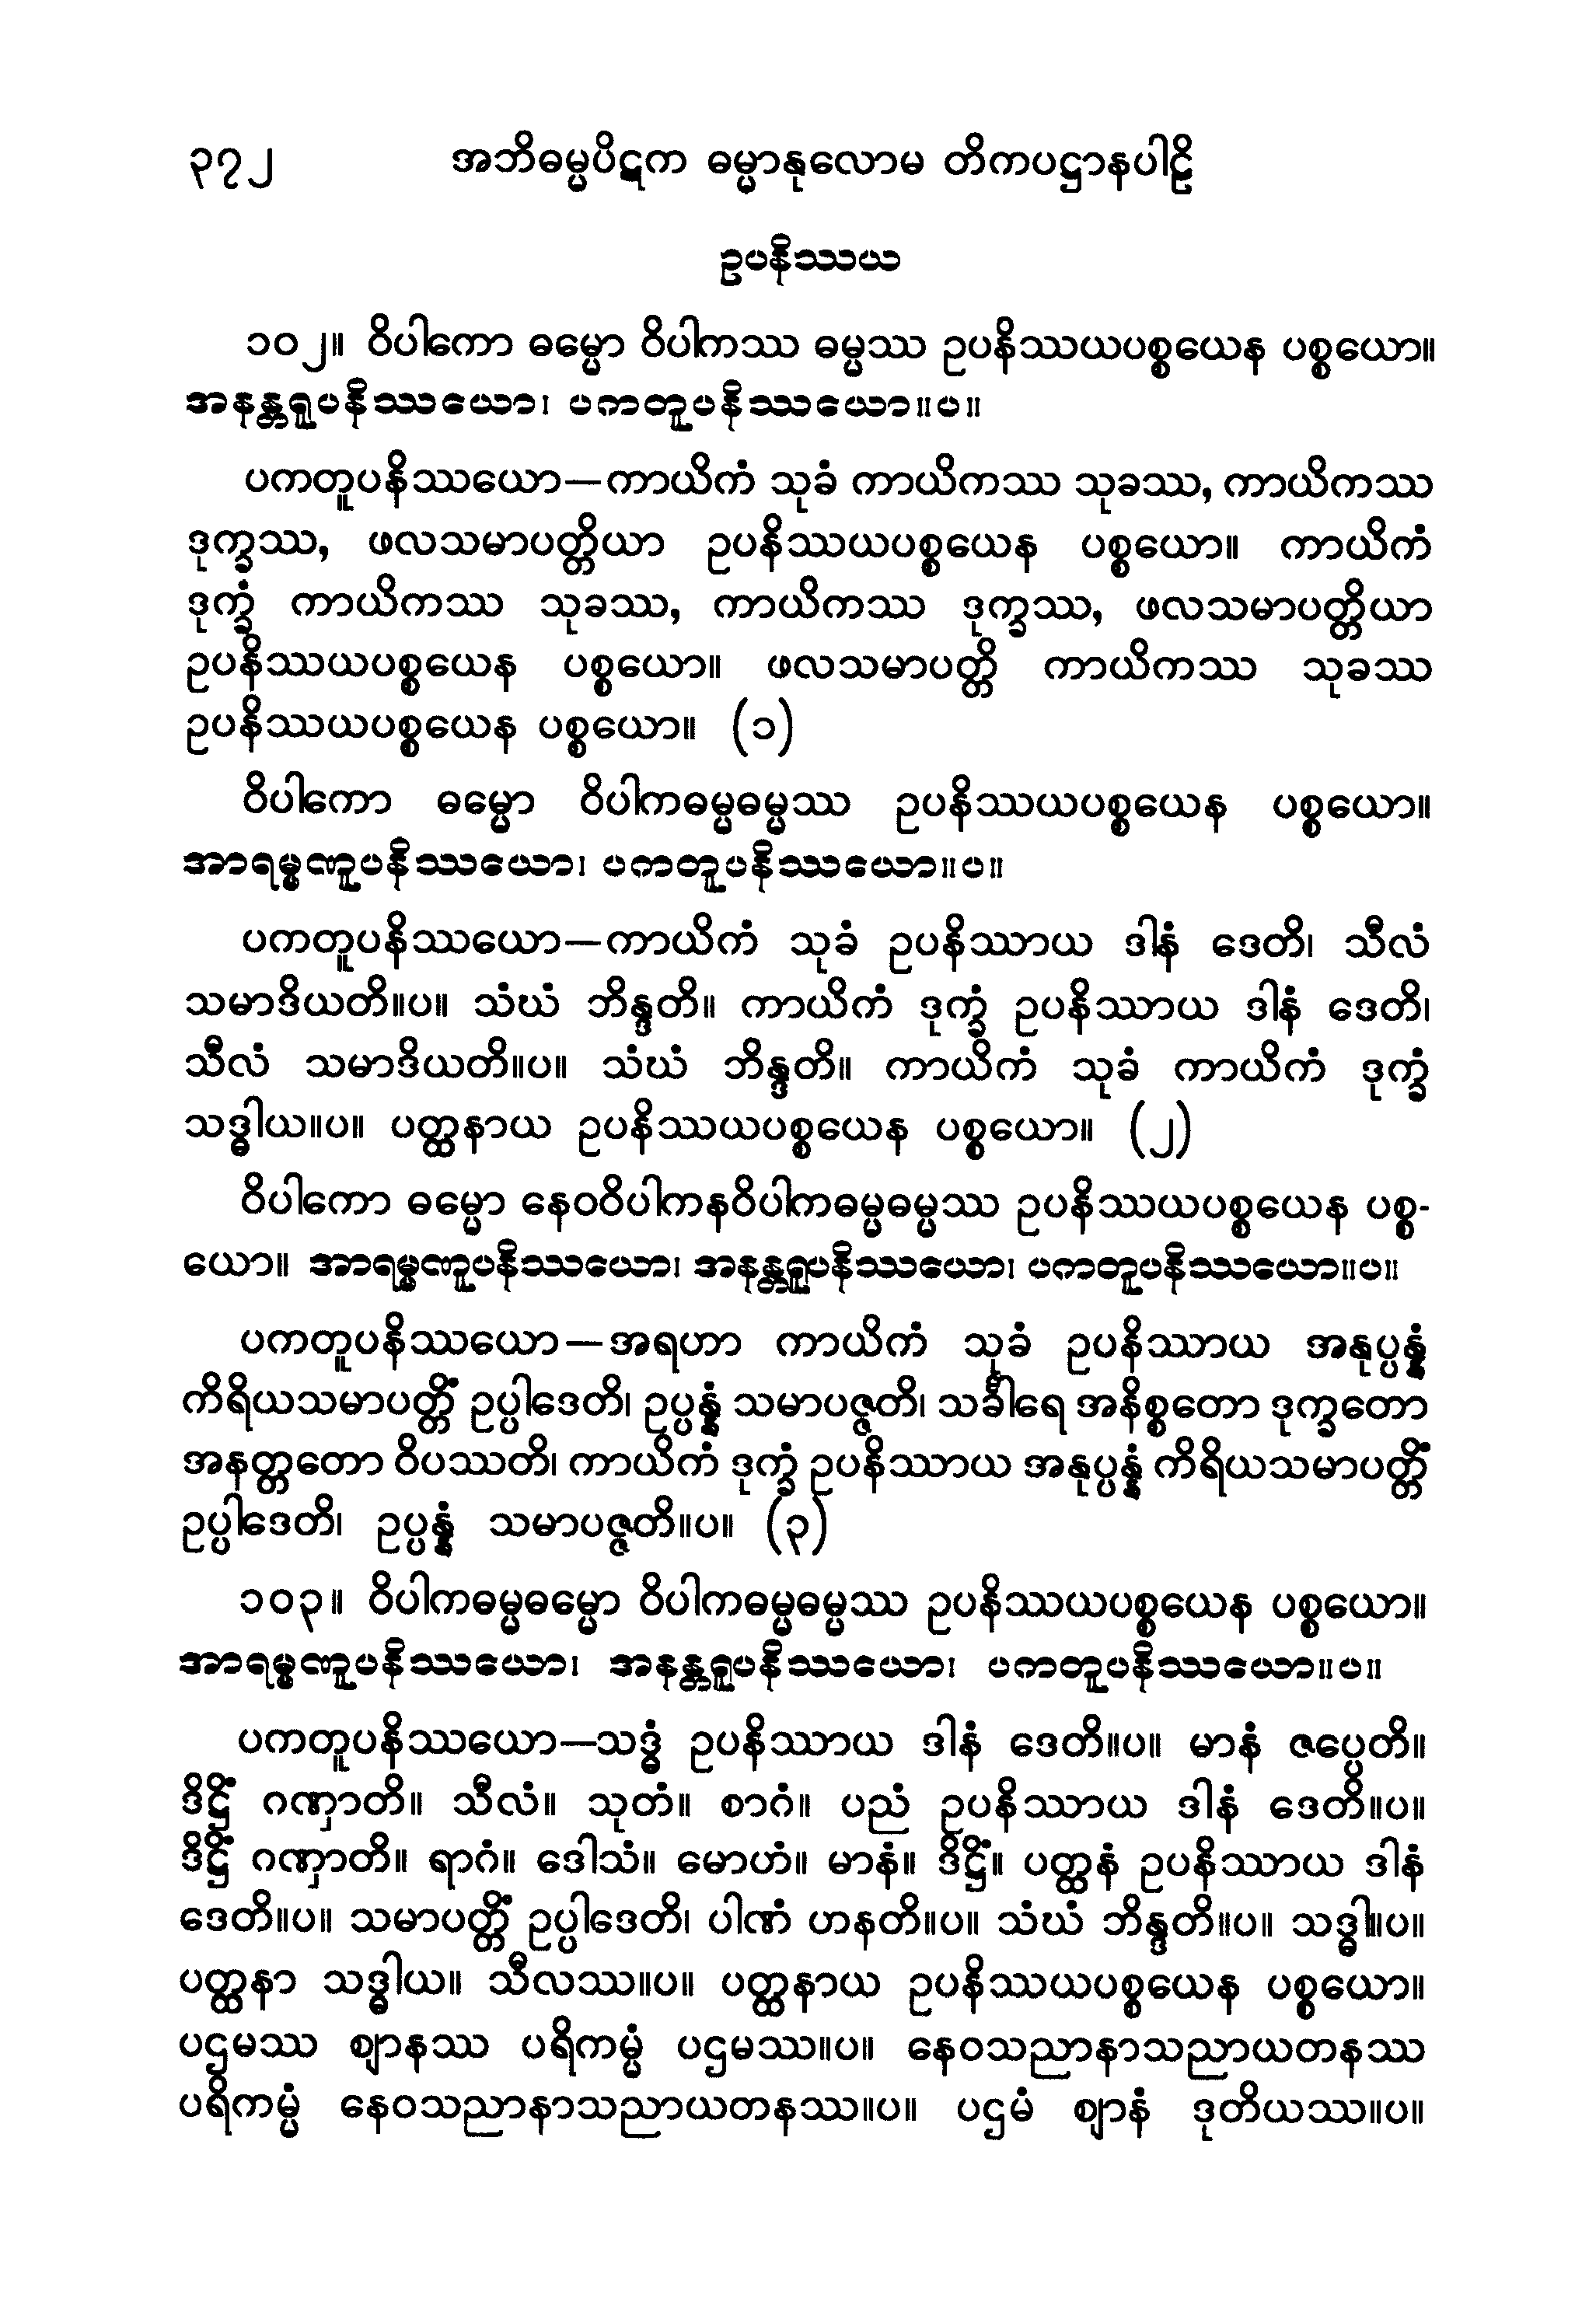 ၃၇၂ အဘိဓမ္မပိဋက ဓမ္မာနုလောမ တိကပဋ္ဌာနပါဠိ
ဥပနိဿယ
၁၀၂။ ဝိပါကော ဓမ္မော ဝိပါကဿ ဓမ္မဿ ဥပနိဿယပစ္စယေန ပစ္စယော။
အနန္တရူပနိဿယော၊ ပကတူပနိဿယော။ပ။
ပကတူပနိဿယော—ကာယိကံ သုခံ ကာယိကဿ သုခဿ, ကာယိကဿ
ဒုက္ခဿ, ဖလသမာပတ္တိယာ ဥပနိဿယပစ္စယေန ပစ္စယော။ ကာယိကံ
ဒုက္ခံ ကာယိကဿ သုခဿ, ကာယိကဿ ဒုက္ခဿ, ဖလသမာပတ္တိယာ
ဥပနိဿယပစ္စယေန ပစ္စယော။ ဖလသမာပတ္တိ ကာယိကဿ သုခဿ
ဥပနိဿယပစ္စယေန ပစ္စယော။ (၁)
ဝိပါကော ဓမ္မော ဝိပါကဓမ္မဓမ္မဿ ဥပနိဿယပစ္စယေန ပစ္စယော။
အာရမ္မဏူပနိဿယော၊ ပကတူပနိဿယော။ပ။
ပကတူပနိဿယော—ကာယိကံ သုခံ ဥပနိဿာယ ဒါနံ ဒေတိ၊ သီလံ
သမာဒိယတိ။ပ။ သံဃံ ဘိန္ဒတိ။ ကာယိကံ ဒုက္ခံ ဥပနိဿာယ ဒါနံ ဒေတိ၊
သီလံ သမာဒိယတိ။ပ။ သံဃံ ဘိန္ဒတိ။ ကာယိကံ သုခံ ကာယိကံ ဒုက္ခံ
သဒ္ဓါယ။ပ။ ပတ္ထနာယ ဥပနိဿယပစ္စယေန ပစ္စယော။ (၂)
ဝိပါကော ဓမ္မော နေဝဝိပါကနဝိပါကဓမ္မဓမ္မဿ ဥပနိဿယပစ္စယေန ပစ္စ-
ယော။ အာရမ္မဏူပနိဿယော၊ အနန္တရူပနိဿယော၊ ပကတူပနိဿယော။ပ။
ပကတူပနိဿယော—အရဟာ ကာယိကံ သုခံ ဥပနိဿာယ အနုပ္ပန္နံ
ကိရိယသမာပတ္တိံ ဥပ္ပါဒေတိ၊ ဥပ္ပန္နံ သမာပဇ္ဇတိ၊ သင်္ခါရေ အနိစ္စတော ဒုက္ခတော
အနတ္တတော ဝိပဿတိ၊ ကာယိကံ ဒုက္ခံ ဥပနိဿာယ အနုပ္ပန္နံ ကိရိယသမာပတ္တိံ
ဥပ္ပါဒေတိ၊ ဥပ္ပန္နံ သမာပဇ္ဇတိ။ပ။ (၃)
၁၀၃။ ဝိပါကဓမ္မဓမ္မော ဝိပါကဓမ္မဓမ္မဿ ဥပနိဿယပစ္စယေန ပစ္စယော။
အာရမ္မဏူပနိဿယော၊ အနန္တရူပနိဿယော၊ ပကတူပနိဿယော။ပ။
ပကတူပနိဿယော—သဒ္ဓံ ဥပနိဿာယ ဒါနံ ဒေတိ။ပ။ မာနံ ဇပ္ပေတိ။
ဒိဋ္ဌိံ ဂဏှာတိ။ သီလံ။ သုတံ။ စာဂံ။ ပညံ ဥပနိဿာယ ဒါနံ ဒေတိ။ပ။
ဒိဋ္ဌိံ ဂဏှာတိ။ ရာဂံ။ ဒေါသံ။ မောဟံ။ မာနံ။ ဒိဋ္ဌိံ။ ပတ္ထနံ ဥပနိဿာယ ဒါနံ
ဒေတိ။ပ။ သမာပတ္တိံ ဥပ္ပါဒေတိ၊ ပါဏံ ဟနတိ။ပ။ သံဃံ ဘိန္ဒတိ။ပ။ သဒ္ဓါ။ပ။
ပတ္ထနာ သဒ္ဓါယ။ သီလဿ။ပ။ ပတ္ထနာယ ဥပနိဿယပစ္စယေန ပစ္စယော။
ပဌမဿ ဈာနဿ ပရိကမ္မံ ပဌမဿ။ပ။ နေဝသညာနာသညာယတနဿ
ပရိကမ္မံ နေဝသညာနာသညာယတနဿ။ပ။ ပဌမံ ဈာနံ ဒုတိယဿ။ပ။